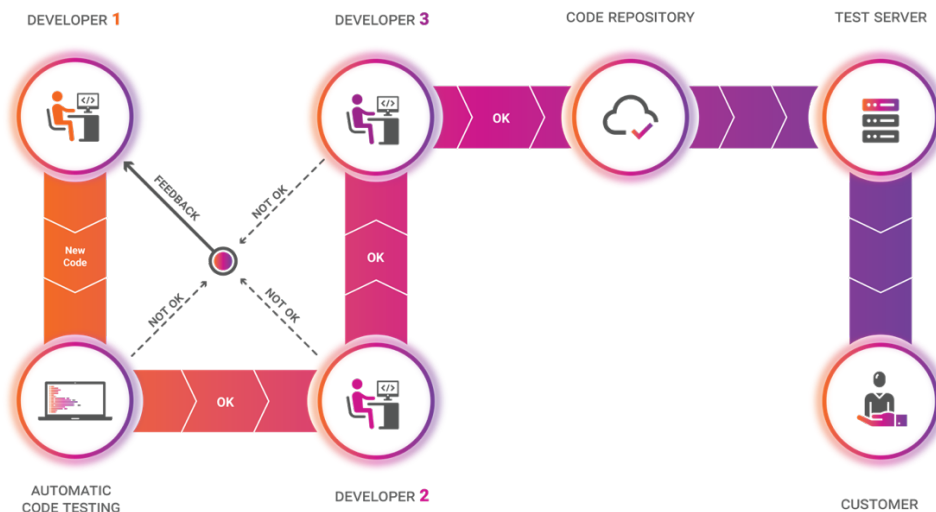 DEVELOPER 1
DEVELOPER 3
CODE REPOSITORY
TEST SERVER
</>
</>
OK
FEEDBACK
NOT OK
New
Code
OK
NOT OK
NOT OK
OK
</>
AUTOMATIC
CODE TESTING
DEVELOPER 2
CUSTOMER